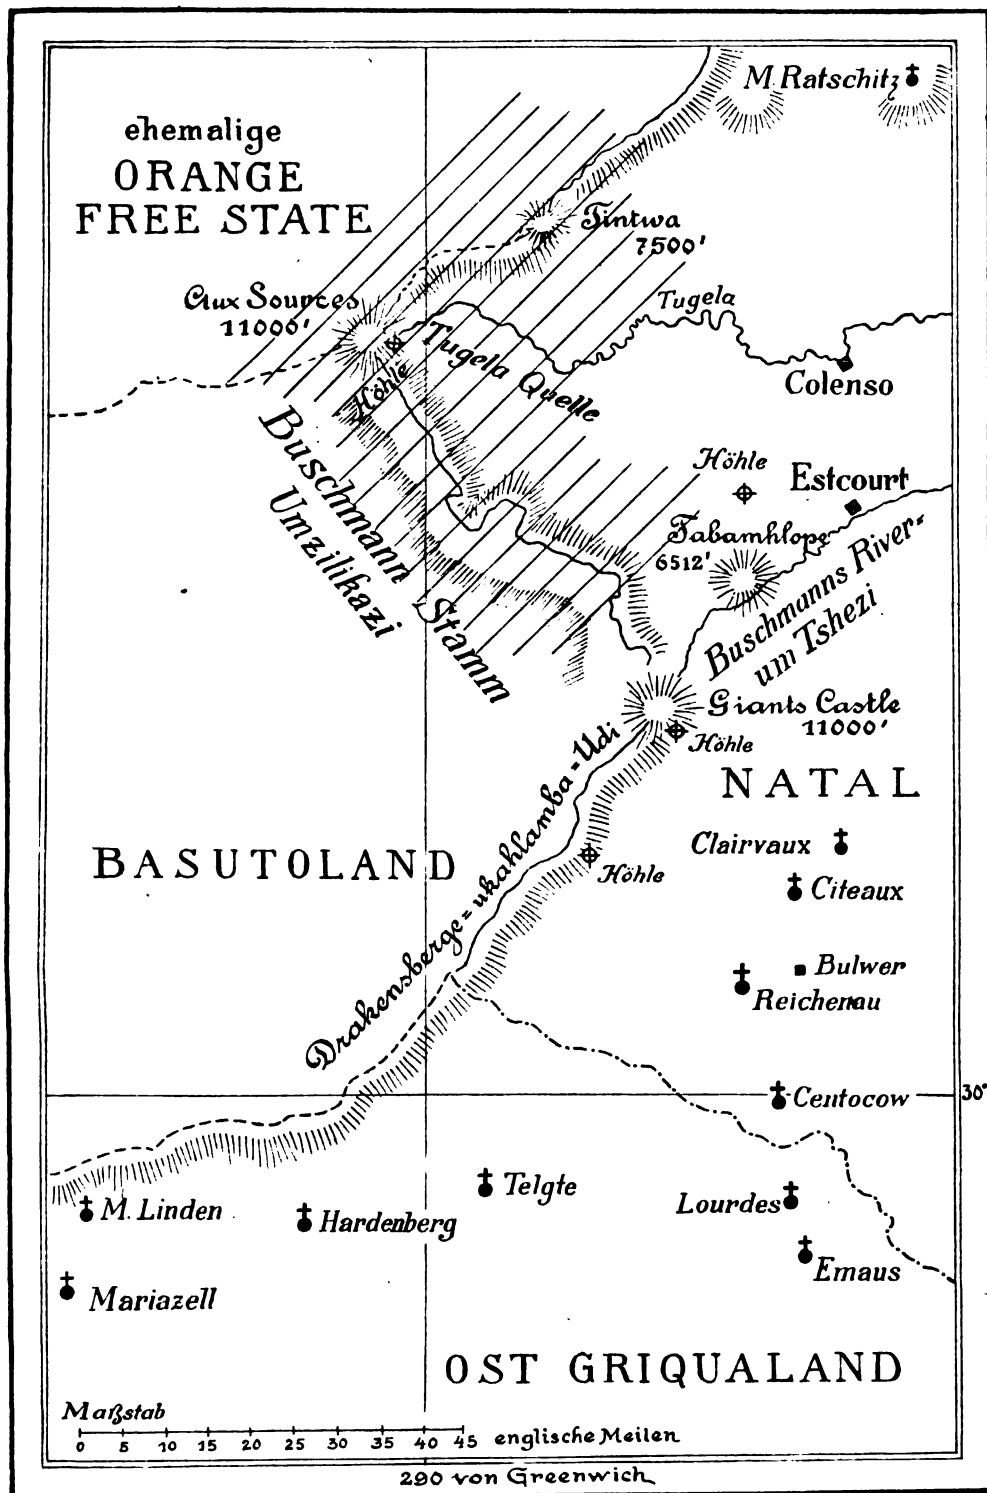 M. Ratschitz
ehemalige
ORANGE
FREE STATE
Tintwa
7500'
Aux Sources
11000'
Tugela
Tugela Quelle
Höhle
Colenso
Buschmann Stamm
Umzilikazi
Höhle
Estcourt
Tabamhlope
6512'
Buschmanns River=
um Tshezi
Giants Castle
11000'
Höhle
NATAL
Drakensberge=ukahlamba=Udi
Clairvaux
BASUTOLAND
Höhle
Citeaux
Bulwer
Reichenau
30°
Centocow
Telgte
M. Linden
Lourdes
Hardenberg
Emaus
Mariazell
OST GRIQUALAND
Maßstab
0 5 10 15 20 25 30 35 40 45 englische Meilen
290 von Greenwich